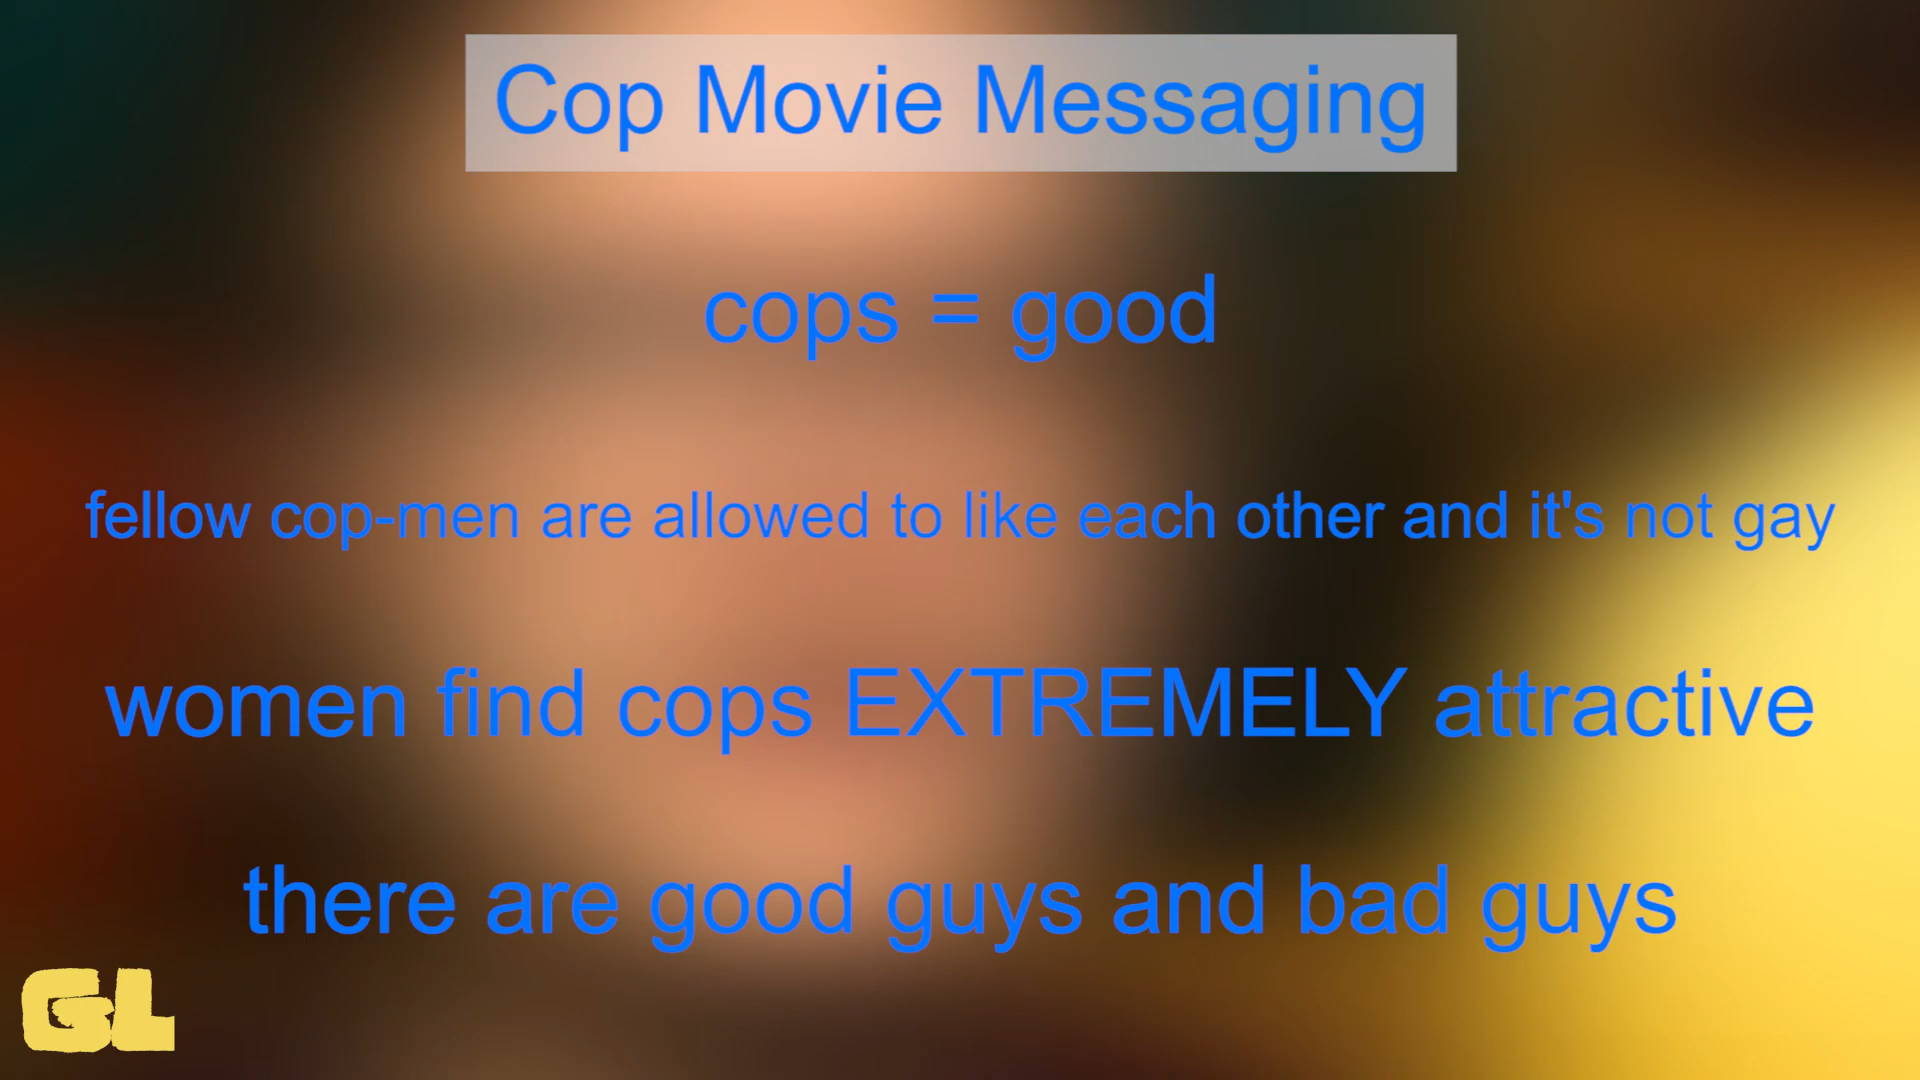 Cop Movie Messaging
cops = good
fellow cop-men are allowed to like each other and it's not gay
women find cops EXTREMELY attractive
there are good guys and bad guys
GL